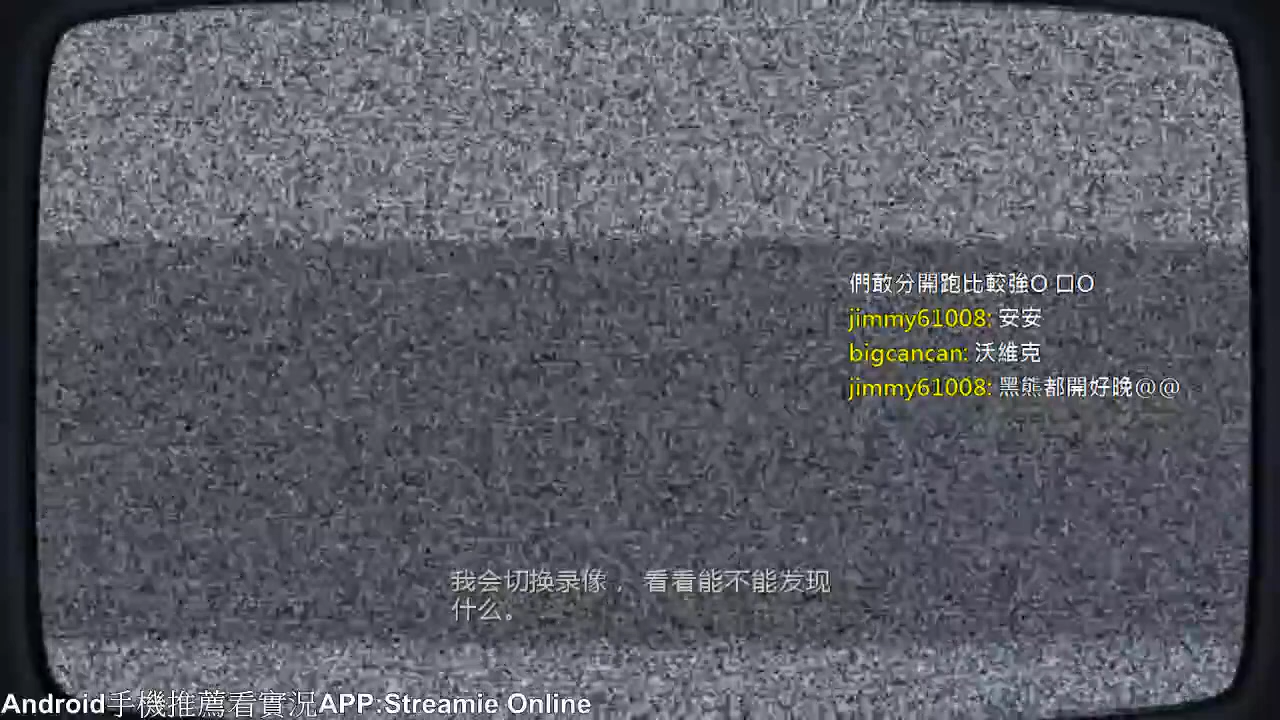 們敢分開跑比較強O 口O
jimmy61008: 安安
bigcancan: 沃維克
jimmy61008: 黑熊都開好晚@@
我会切换录像， 看看能不能发现
什么。
Android手機推薦看實況APP:Streamie Online